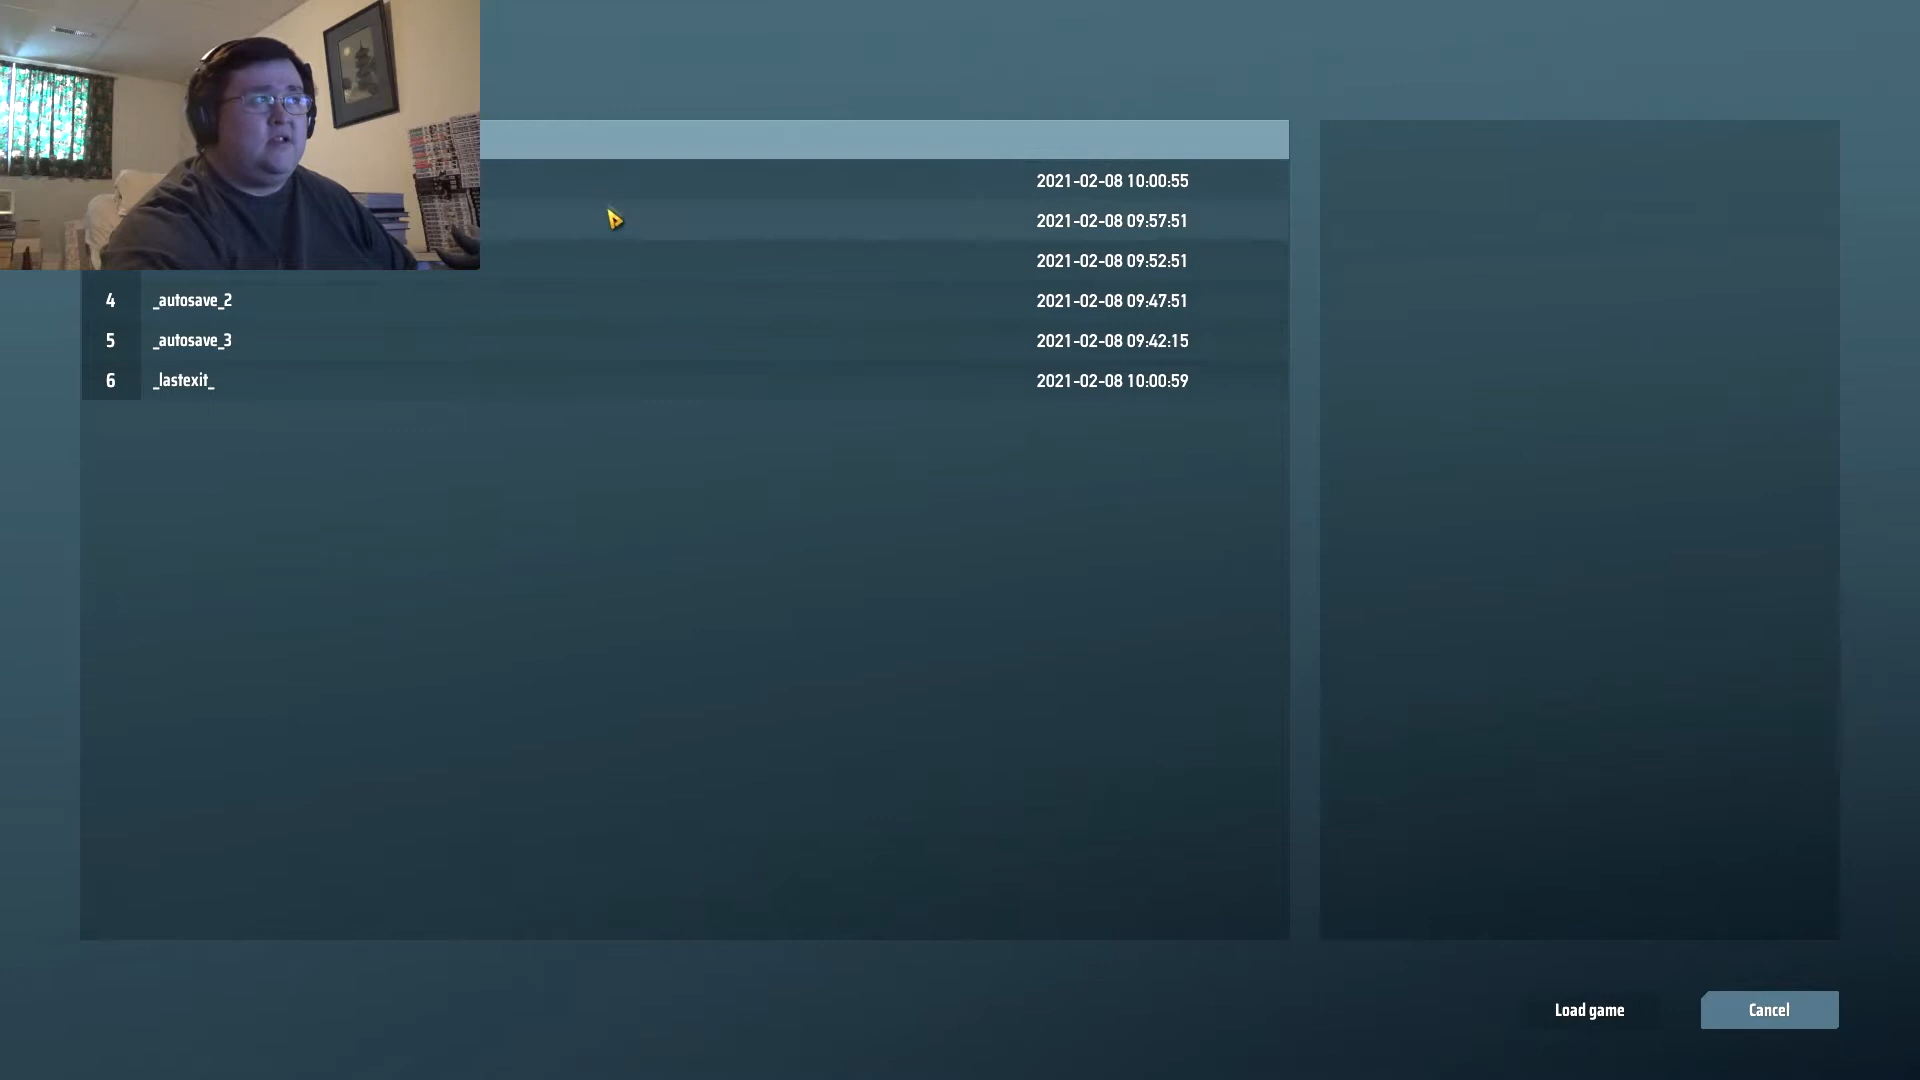 2021-02-08 10:00:55
2021-02-08 09:57:51
2021-02-08 09:52:51
4 _autosave_2 2021-02-08 09:47:51
5 _autosave_3 2021-02-08 09:42:15
6 _lastexit_ 2021-02-08 10:00:59
Load game Cancel